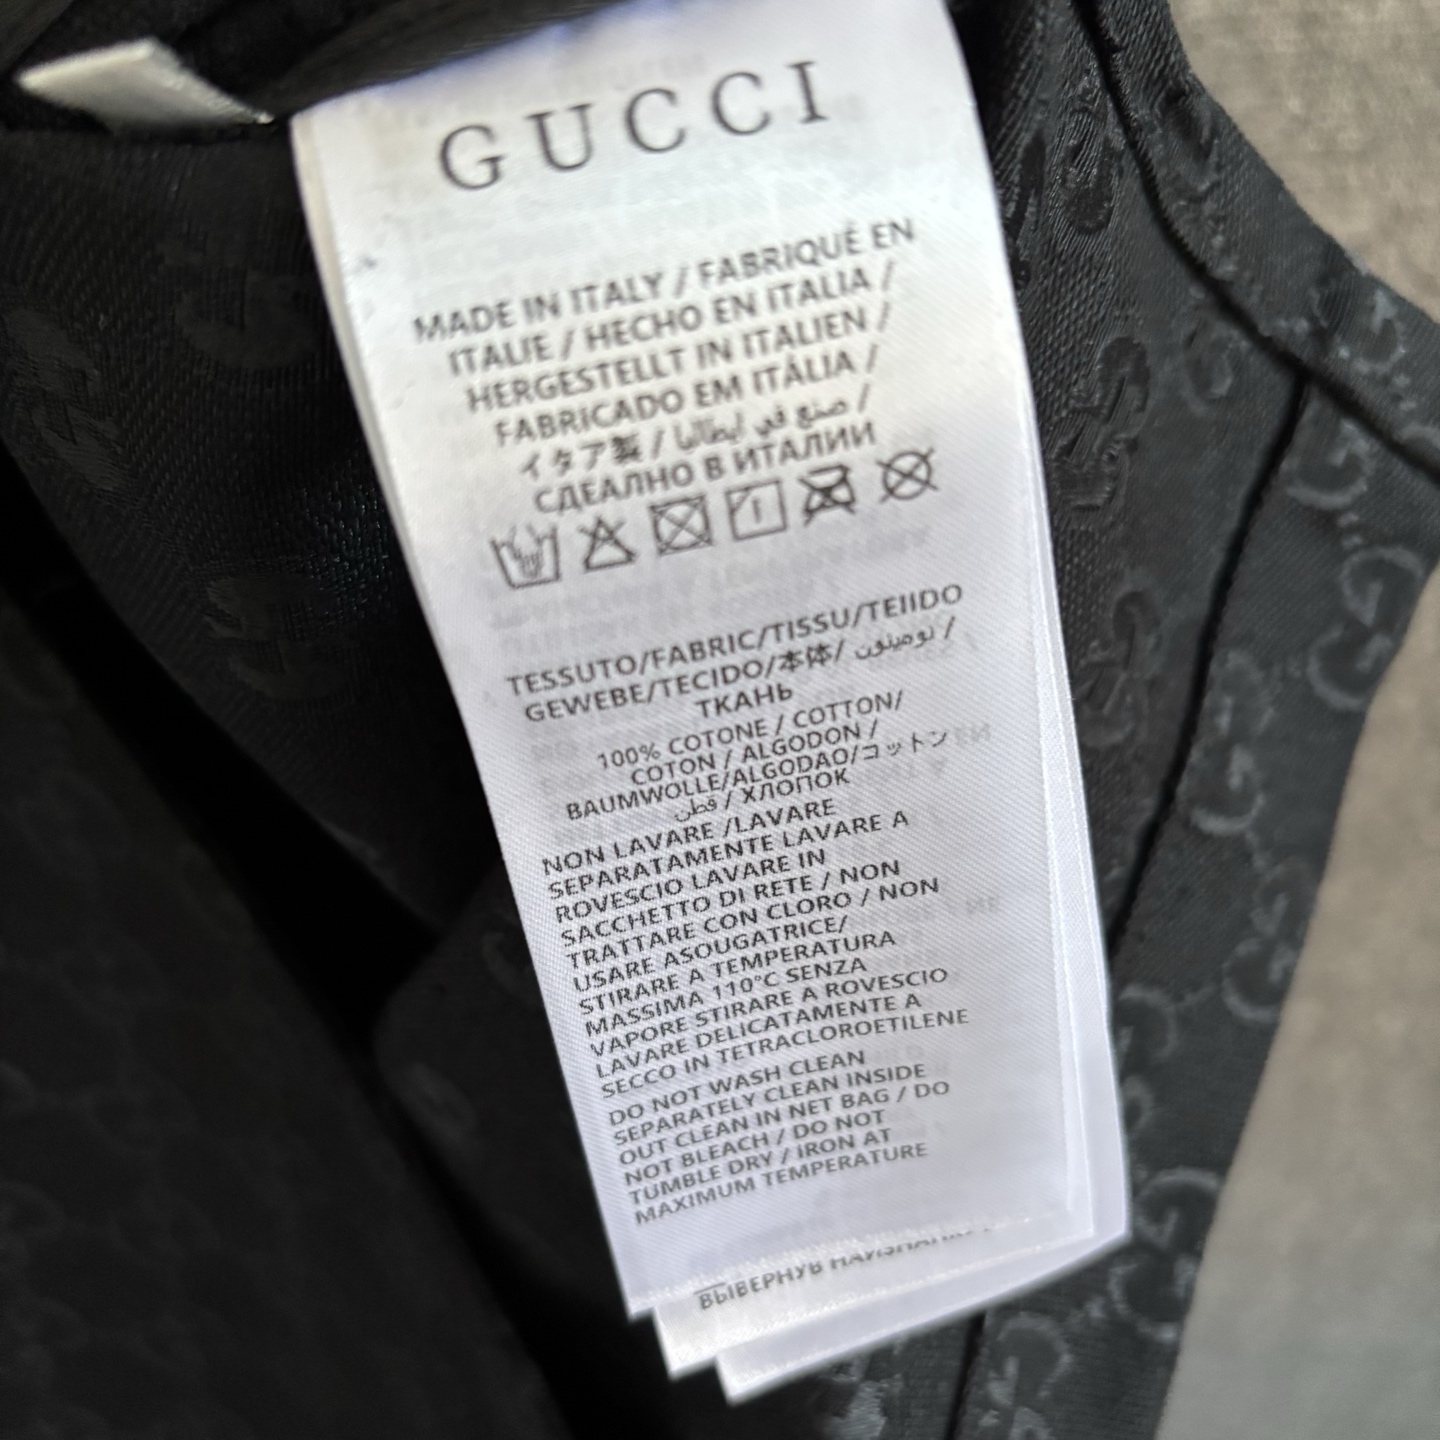 GUCCI
MADE IN ITALY / FABRIQUÉ EN
ITALIE / HECHO EN ITALIA /
HERGESTELLT IN ITALIEN /
FABRICADO EM ITÁLIA /
イタア製 / صنع في ايطاليا /
СДЕАЛНО В ИТАЛИИ
TESSUTO/FABRIC/TISSU/TEIIDO
GEWEBE/TECIDO/本体/ نومينون /
ТКАНЬ
100% COTONE / COTTON/
COTON / ALGODON /
BAUMWOLLE/ALGODAO/コットン
قطن / ХЛОПОК
NON LAVARE /LAVARE
SEPARATAMENTE LAVARE A
ROVESCIO LAVARE IN
SACCHETTO DI RETE / NON
TRATTARE CON CLORO / NON
USARE ASOUGATRICE/
STIRARE A TEMPERATURA
MASSIMA 110°C SENZA
VAPORE STIRARE A ROVESCIO
LAVARE DELICATAMENTE A
SECCO IN TETRACLOROETILENE
DO NOT WASH CLEAN
SEPARATELY CLEAN INSIDE
OUT CLEAN IN NET BAG / DO
NOT BLEACH / DO NOT
TUMBLE DRY / IRON AT
MAXIMUM TEMPERATURE
ВЫВЕРНУВ